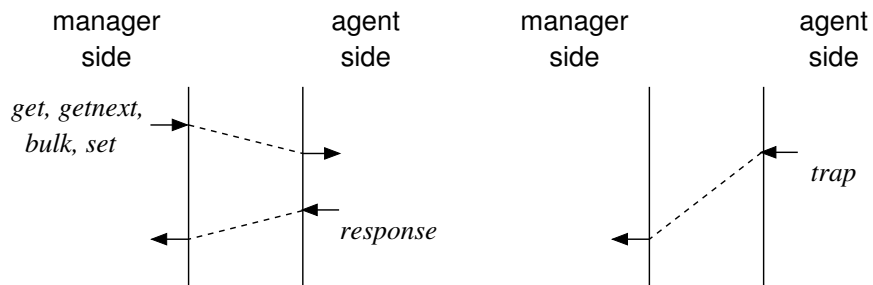 manager side
agent side
get, getnext,
bulk, set
response
manager side
agent side
trap